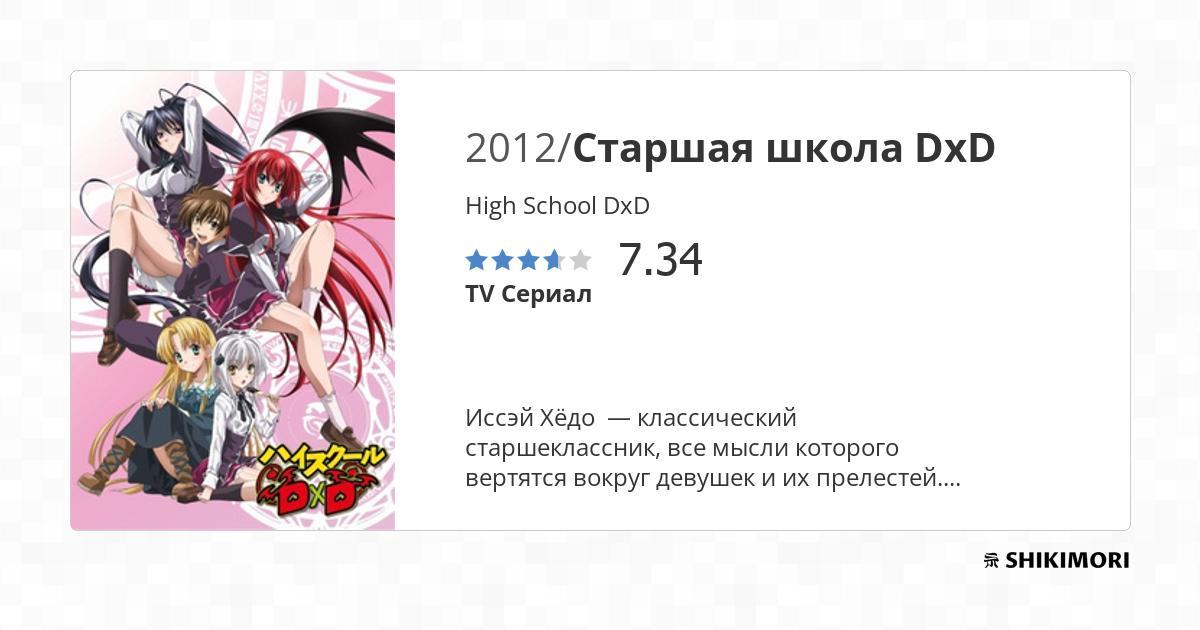 2012/Старшая школа DxD
High School DxD
7.34
TV Сериал
Иссэй Хёдо — классический
старшеклассник, все мысли которого
вертятся вокруг девушек и их прелестей....
ハイスクール
DxD
SHIKIMORI